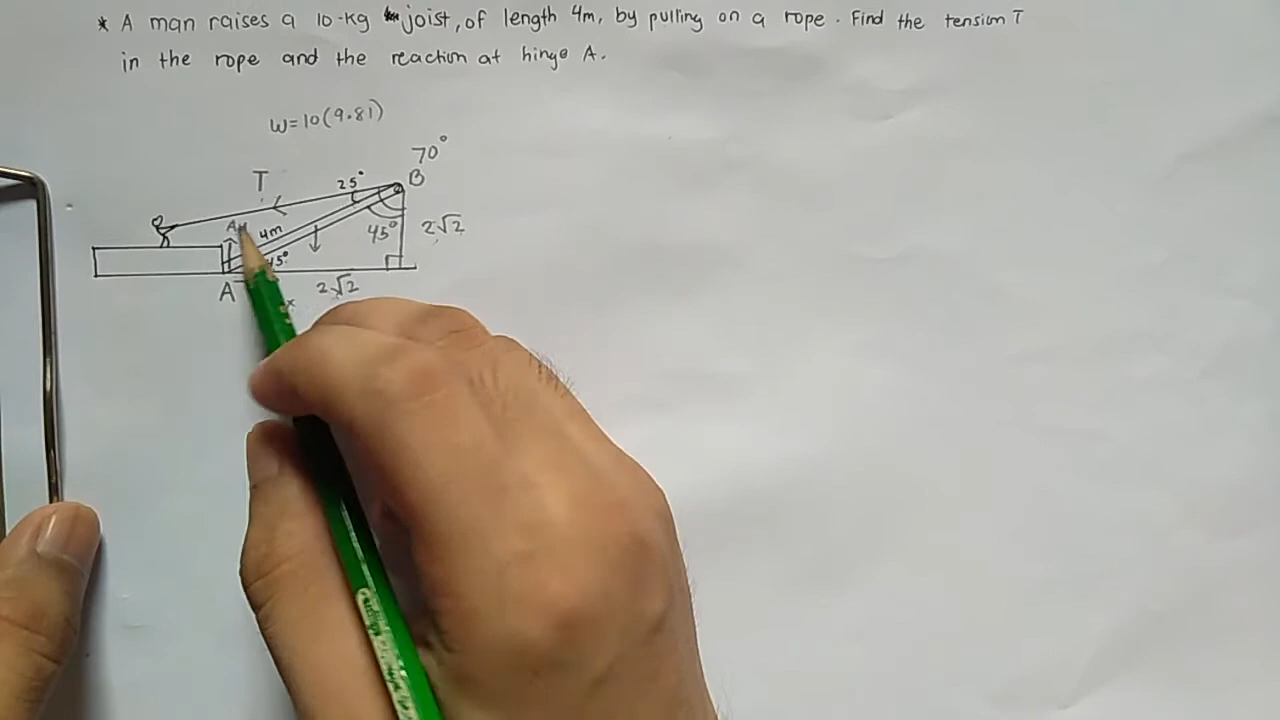 * A man raises a 10-kg joist, of length 4m, by pulling on a rope. Find the tension T
in the rope and the reaction at hinge A.
W=10(9.81)
70°
T
25°
B
4m
45°
2√2
A
2√2